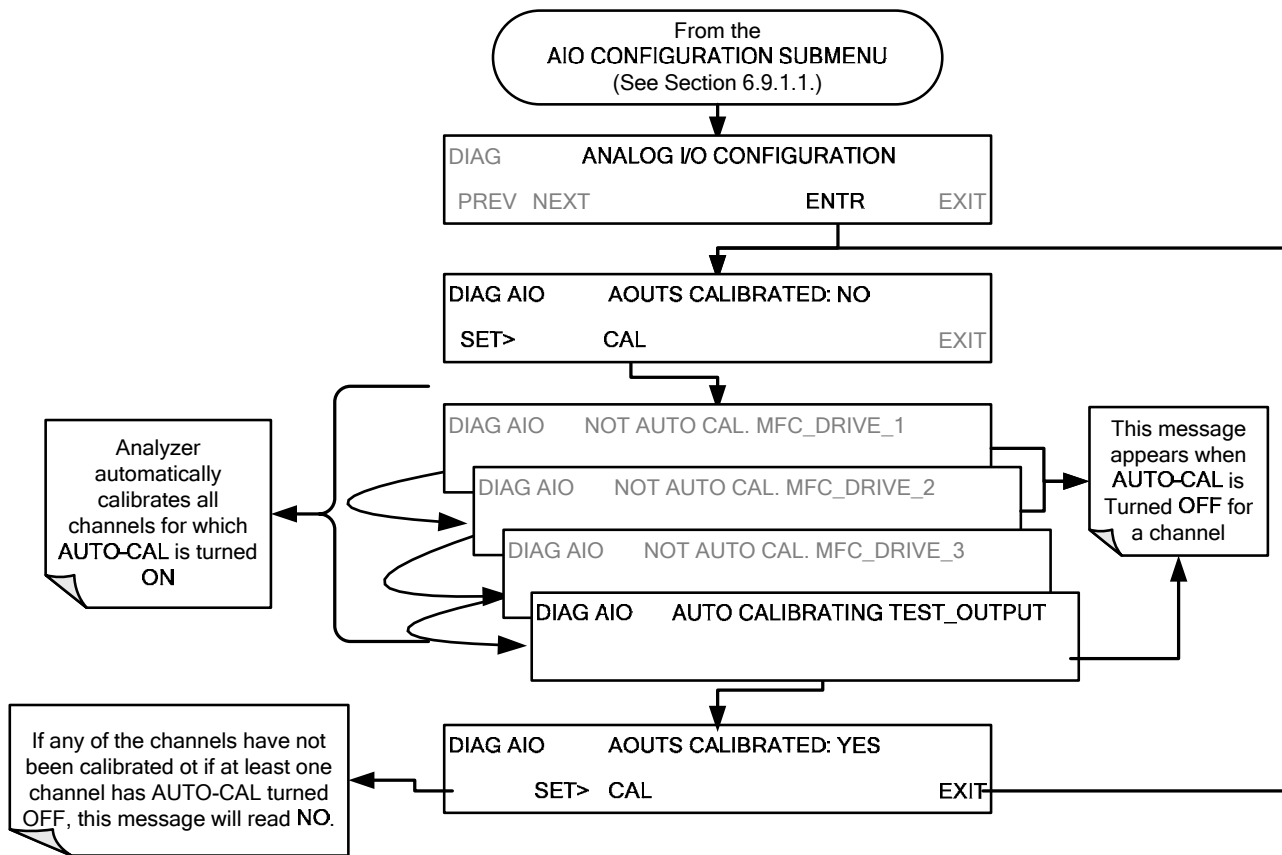 From the
AIO CONFIGURATION SUBMENU
(See Section 6.9.1.1.)
DIAG ANALOG I/O CONFIGURATION
PREV NEXT ENTR EXIT
DIAG AIO AOUTS CALIBRATED: NO
SET> CAL EXIT
Analyzer
automatically
calibrates all
channels for which
AUTO-CAL is turned
ON
DIAG AIO NOT AUTO CAL. MFC_DRIVE_1
DIAG AIO NOT AUTO CAL. MFC_DRIVE_2
DIAG AIO NOT AUTO CAL. MFC_DRIVE_3
DIAG AIO AUTO CALIBRATING TEST_OUTPUT
This message
appears when
AUTO-CAL is
Turned OFF for
a channel
If any of the channels have not
been calibrated ot if at least one
channel has AUTO-CAL turned
OFF, this message will read NO.
DIAG AIO AOUTS CALIBRATED: YES
SET> CAL EXIT